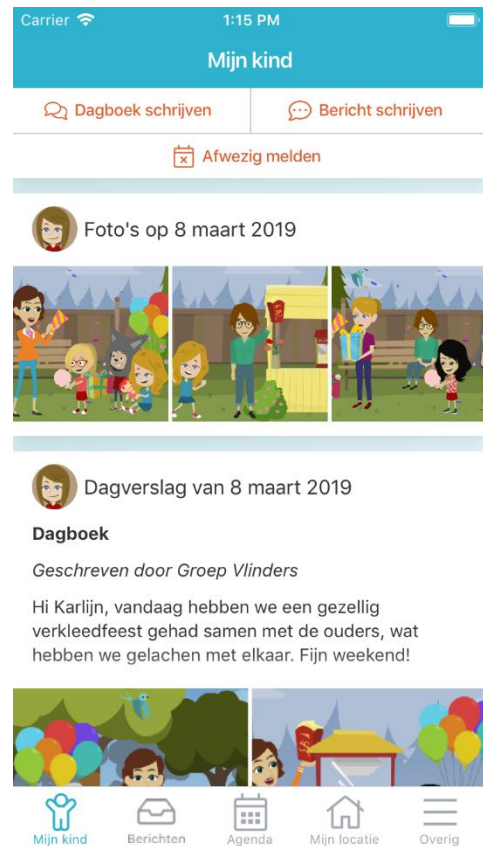 Carrier 1:15 PM
Mijn kind
Dagboek schrijven
Bericht schrijven
Afwezig melden
Foto's op 8 maart 2019
Dagverslag van 8 maart 2019
Dagboek
Geschreven door Groep Vlinders
Hi Karlijn, vandaag hebben we een gezellig
verkleedfeest gehad samen met de ouders, wat
hebben we gelachen met elkaar. Fijn weekend!
Mijn kind Berichten Agenda Mijn locatie Overig